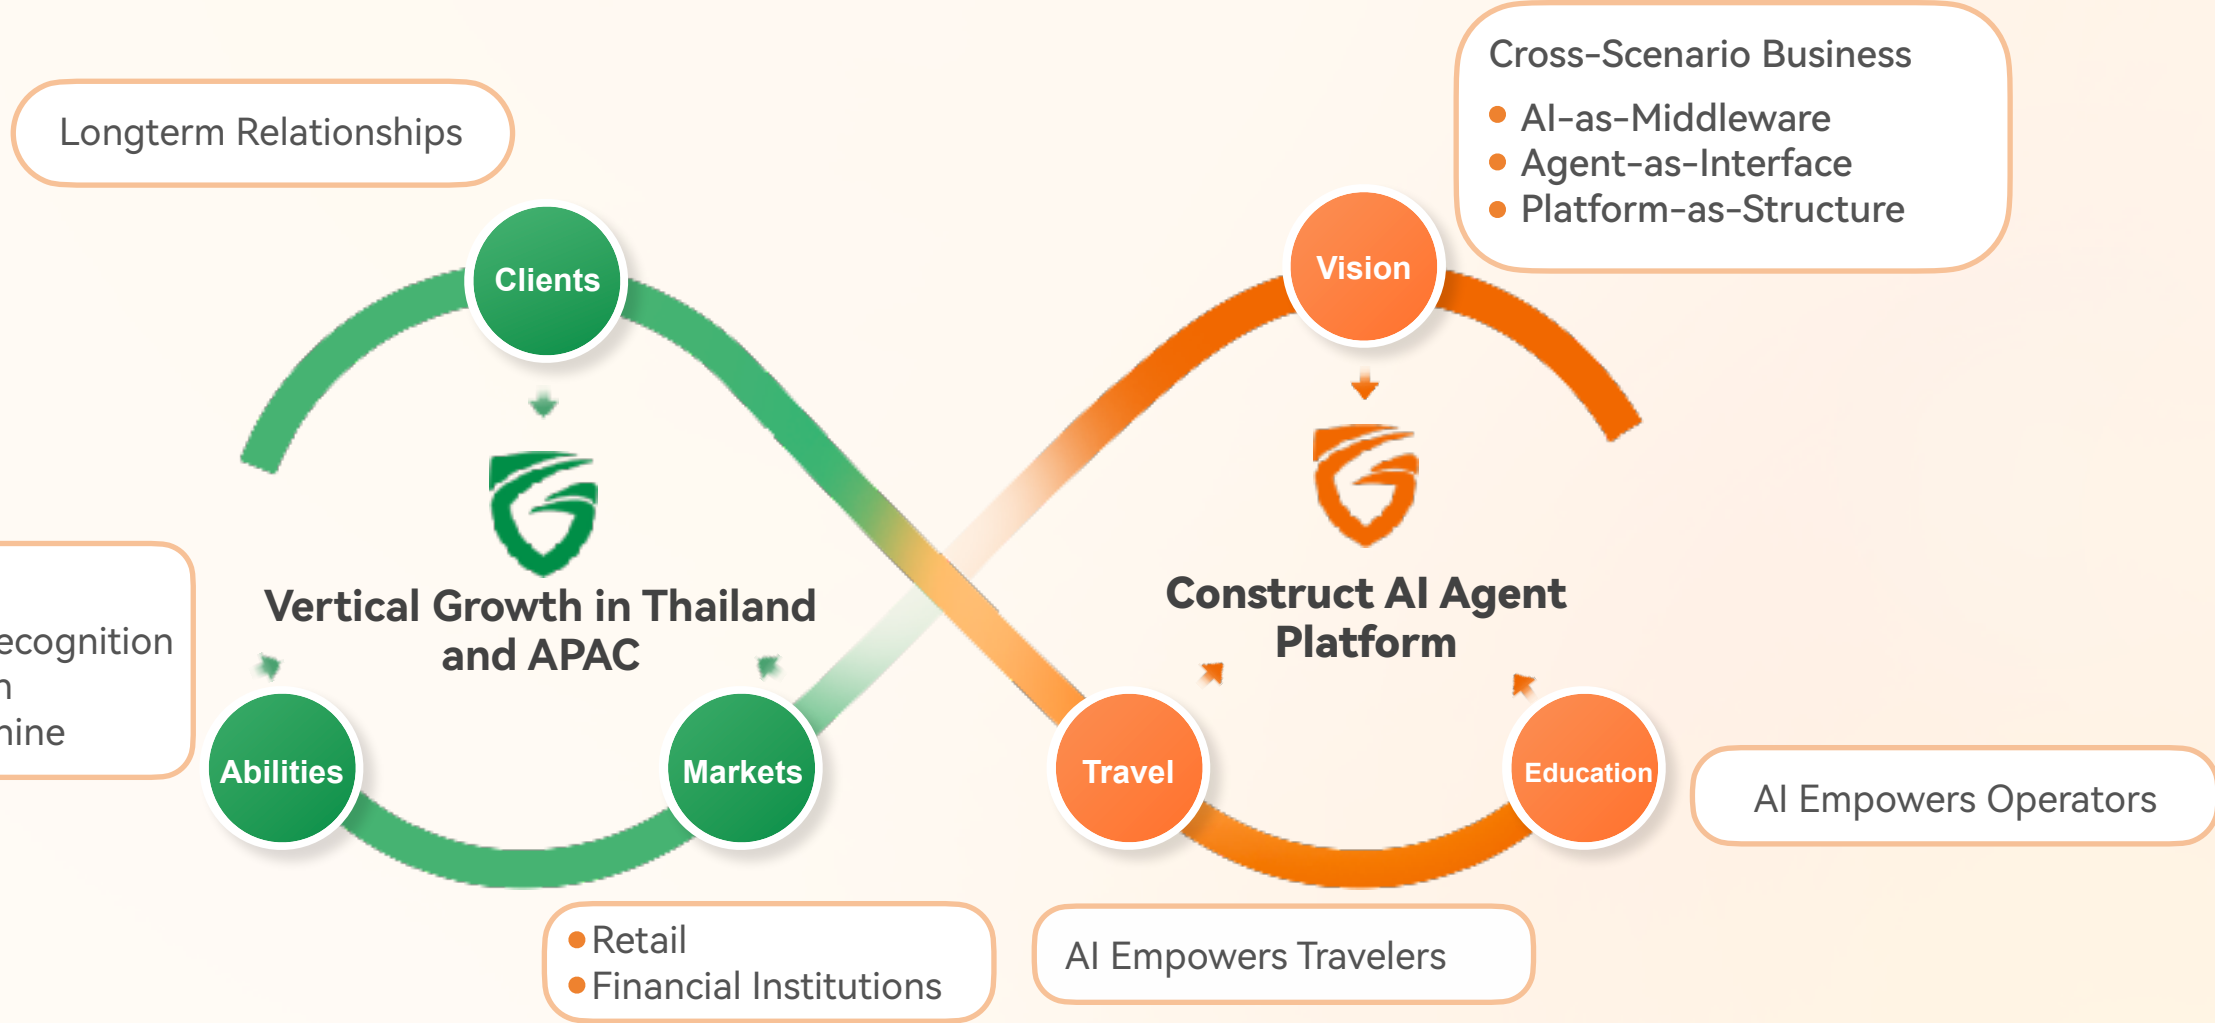 Longterm Relationships
Cross-Scenario Business
AI-as-Middleware
Agent-as-Interface
Platform-as-Structure
Clients
Vision
Vertical Growth in Thailand
and APAC
Construct AI Agent
Platform
Abilities
Markets
Travel
Education
AI Empowers Operators
Retail
Financial Institutions
AI Empowers Travelers